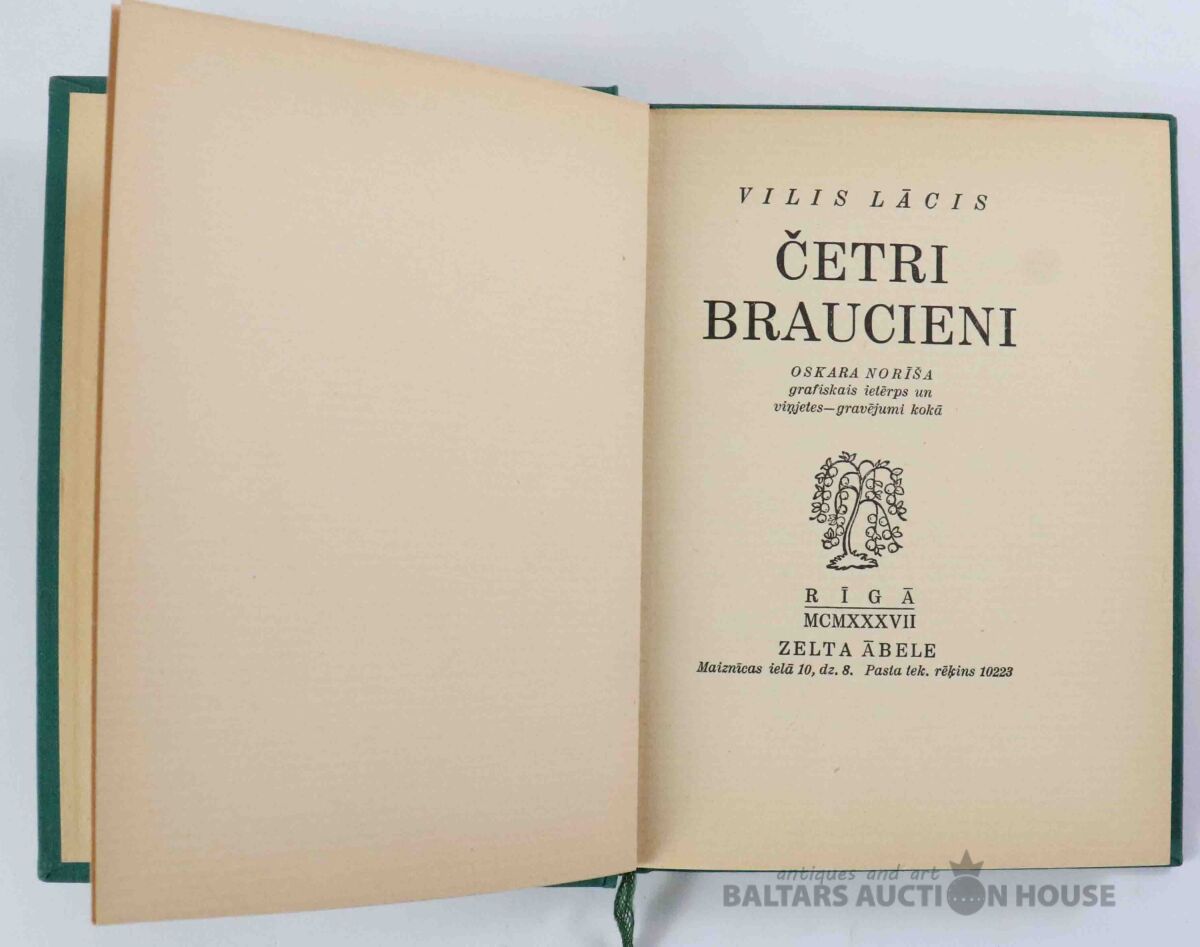 VILIS LĀCIS
ČETRI
BRAUCIENI
OSKARA NORĪŠA
grafiskais ietērps un
viņjetes—gravējumi kokā
RĪGĀ
MCMXXXVII
ZELTA ĀBELE
Maiznīcas ielā 10, dz. 8. Pasta tek. rēķins 10223
antiques and art
BALTARS AUCTION HOUSE